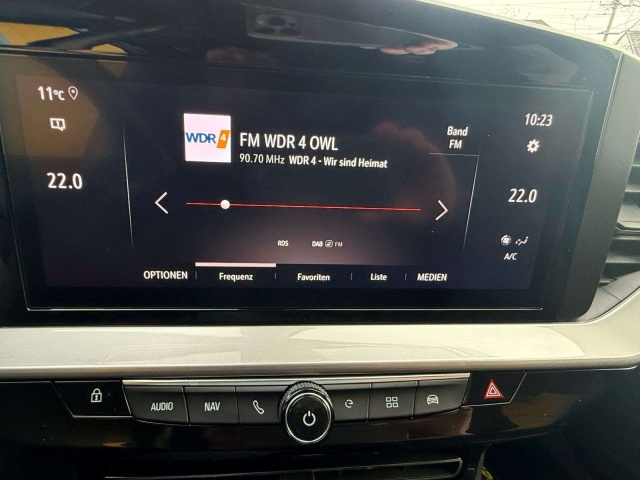 11°C
10:23
WDR 4
FM WDR 4 OWL
90.70 MHz WDR 4 - Wir sind Heimat
Band
FM
22.0
22.0
RDS
DAB FM
A/C
OPTIONEN
Frequenz
Favoriten
Liste
MEDIEN
AUDIO
NAV